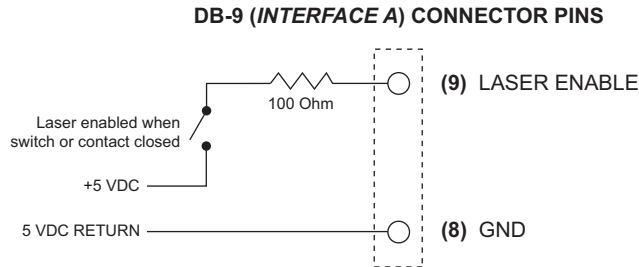 DB-9 (INTERFACE A) CONNECTOR PINS
(9) LASER ENABLE
100 Ohm
Laser enabled when
switch or contact closed
+5 VDC
5 VDC RETURN
(8) GND